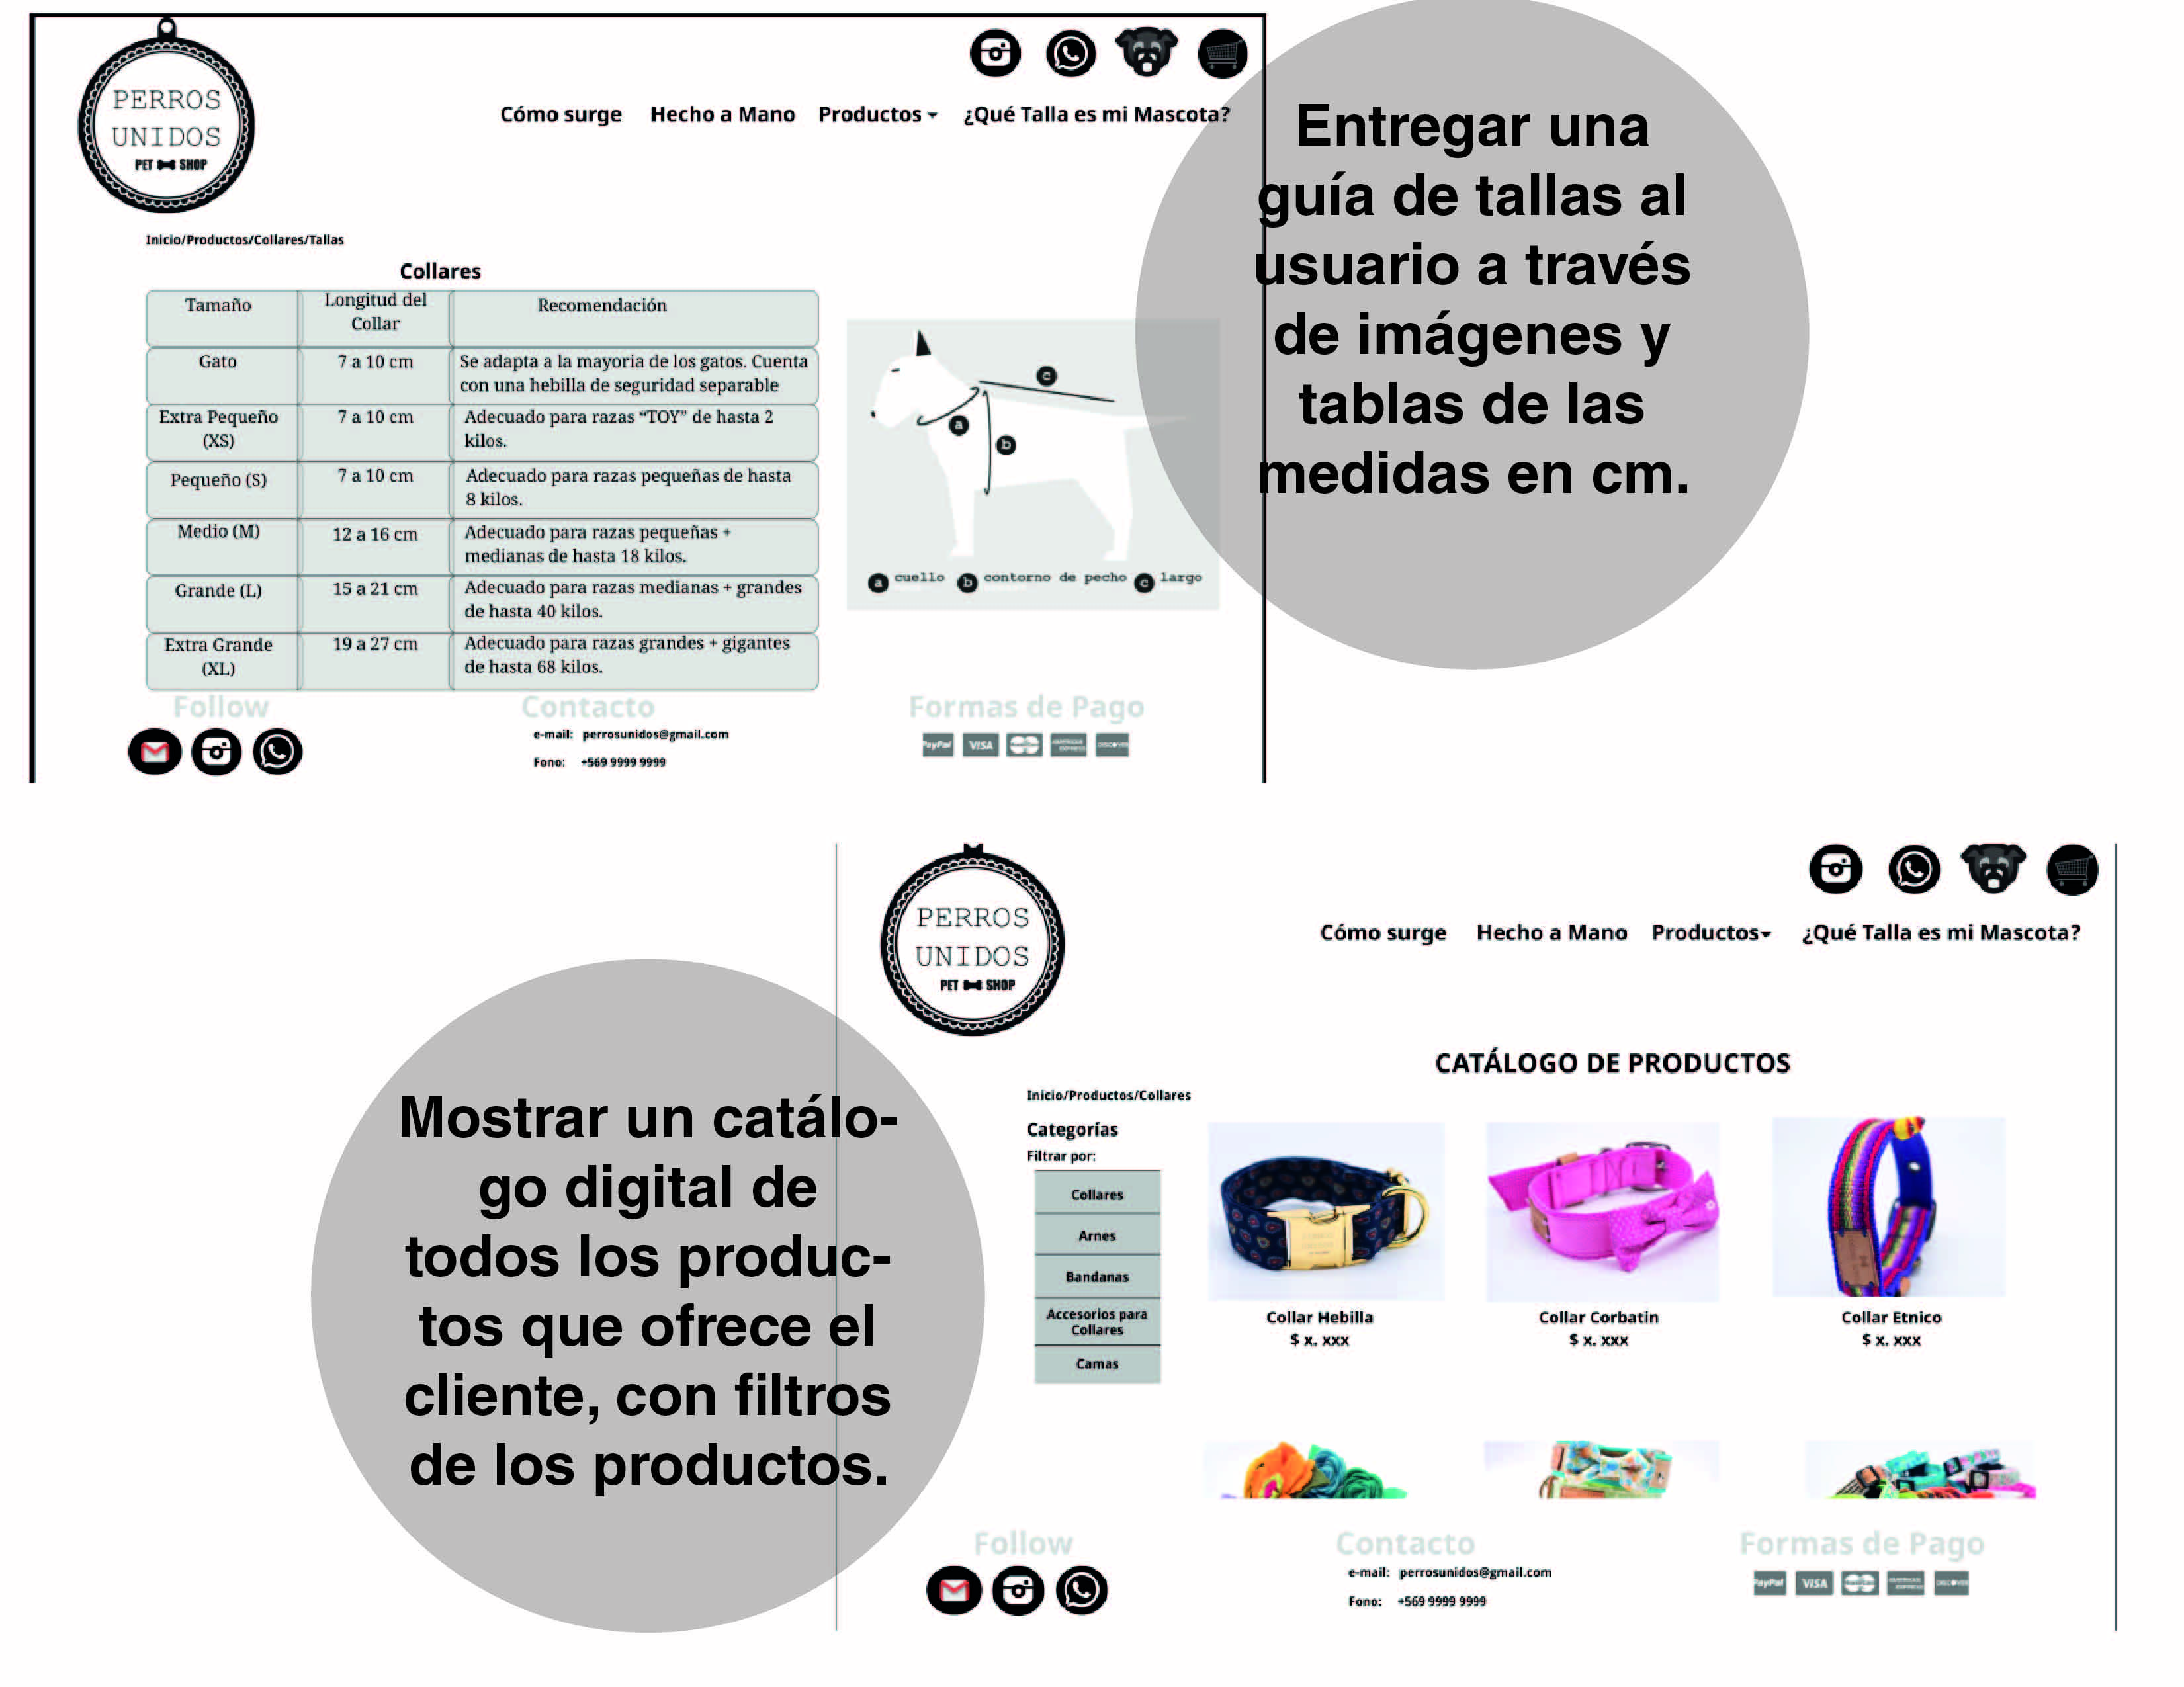 PERROS
UNIDOS
PET SHOP
Cómo surge Hecho a Mano Productos ¿Qué Talla es mi Mascota?
Inicio/Productos/Collares/Tallas
Collares
Tamaño Longitud del Collar Recomendación
Gato 7 a 10 cm Se adapta a la mayoria de los gatos. Cuenta
con una hebilla de seguridad separable
Extra Pequeño (XS) 7 a 10 cm Adecuado para razas “TOY” de hasta 2
kilos.
Pequeño (S) 7 a 10 cm Adecuado para razas pequeñas de hasta
8 kilos.
Medio (M) 12 a 16 cm Adecuado para razas pequeñas +
medianas de hasta 18 kilos.
Grande (L) 15 a 21 cm Adecuado para razas medianas + grandes
de hasta 40 kilos.
Extra Grande (XL) 19 a 27 cm Adecuado para razas grandes + gigantes
de hasta 68 kilos.
c
a
b
a cuello b contorno de pecho c largo
Follow Contacto Formas de Pago
e-mail: perrosunidos@gmail.com
Fono: +569 9999 9999
PayPal VISA
Entregar una
guía de tallas al
usuario a través
de imágenes y
tablas de las
medidas en cm.
Mostrar un catálo-
go digital de
todos los produc-
tos que ofrece el
cliente, con filtros
de los productos.
PERROS
UNIDOS
PET SHOP
Cómo surge Hecho a Mano Productos ¿Qué Talla es mi Mascota?
CATÁLOGO DE PRODUCTOS
Inicio/Productos/Collares
Categorías
Filtrar por:
Collares
Arnes
Bandanas
Accesorios para
Collares
Camas
Collar Hebilla
$ x. xxx
Collar Corbatin
$ x. xxx
Collar Etnico
$ x. xxx
Follow Contacto Formas de Pago
e-mail: perrosunidos@gmail.com
Fono: +569 9999 9999
PayPal VISA